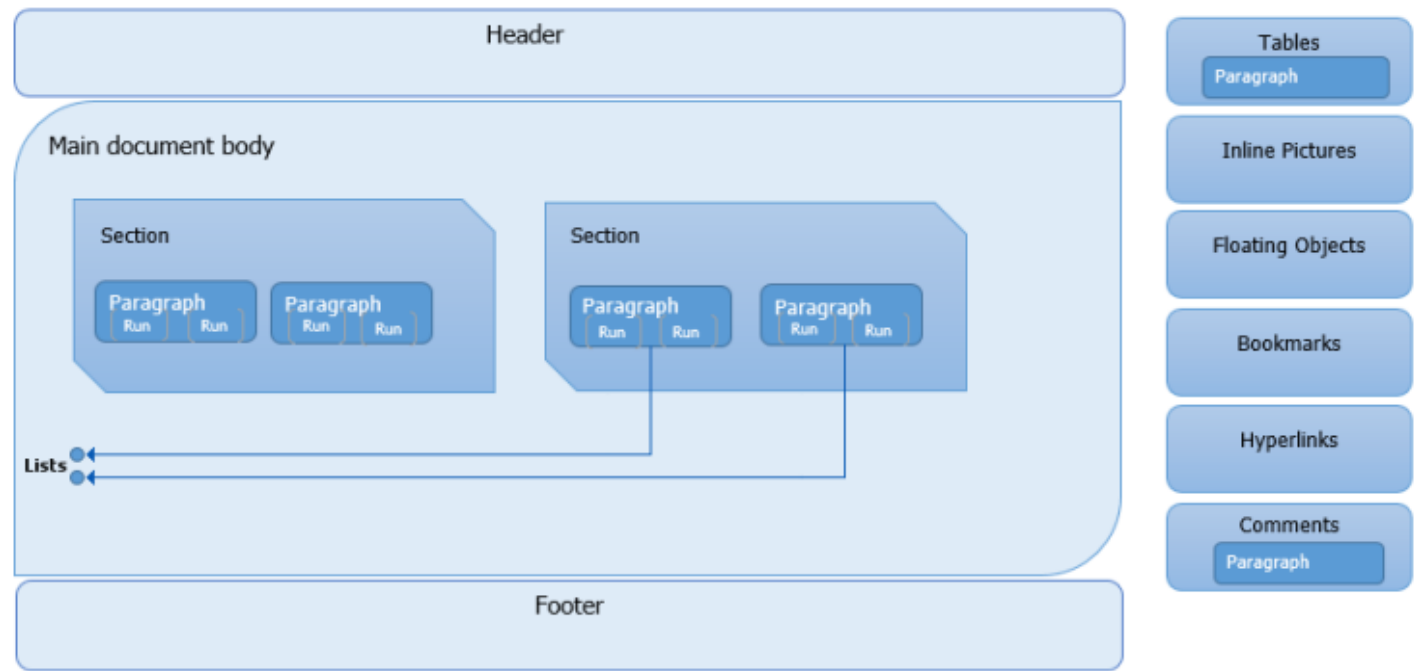 Header
Main document body
Section
Paragraph
Run Run
Paragraph
Run Run
Section
Paragraph
Run Run
Paragraph
Run Run
Lists
Footer
Tables
Paragraph
Inline Pictures
Floating Objects
Bookmarks
Hyperlinks
Comments
Paragraph